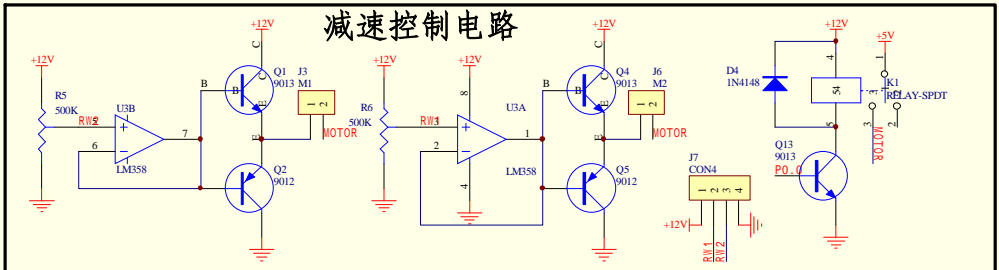 减速控制电路
+12V
R5
500K
RW2
5
6
U3B
7
LM358
+12V
C
Q1
9013
B
B
E
E
Q2
9012
J3
M1
1
2
MOTOR
+12V
R6
500K
RW1
3
2
+12V
8
U3A
1
4
LM358
+12V
C
C
Q4
9013
B
B
E
E
Q5
9012
J6
M2
1
2
MOTOR
J7
CON4
1
2
3
4
+12V
RW1
RW2
D4
1N4148
+12V
4
5
Q13
9013
P0.0
+5V
1
K1
RELAY-SPDT
3
2
MOTOR